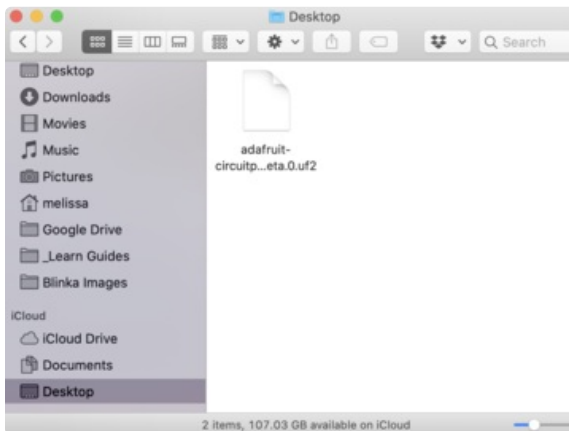 Desktop
Search
Desktop
Downloads
Movies
Music
Pictures
melissa
Google Drive
_Learn Guides
Blinka Images
iCloud
iCloud Drive
Documents
Desktop
adafruit-
circuitp...eta.0.uf2
2 items, 107.03 GB available on iCloud